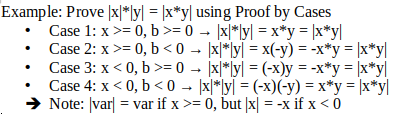 Example: Prove |x|*|y| = |x*y| using Proof by Cases
• Case 1: x >= 0, b >= 0 → |x|*|y| = x*y = |x*y|
• Case 2: x >= 0, b < 0 → |x|*|y| = x(-y) = -x*y = |x*y|
• Case 3: x < 0, b >= 0 → |x|*|y| = (-x)y = -x*y = |x*y|
• Case 4: x < 0, b < 0 → |x|*|y| = (-x)(-y) = x*y = |x*y|
➔ Note: |var| = var if x >= 0, but |x| = -x if x < 0